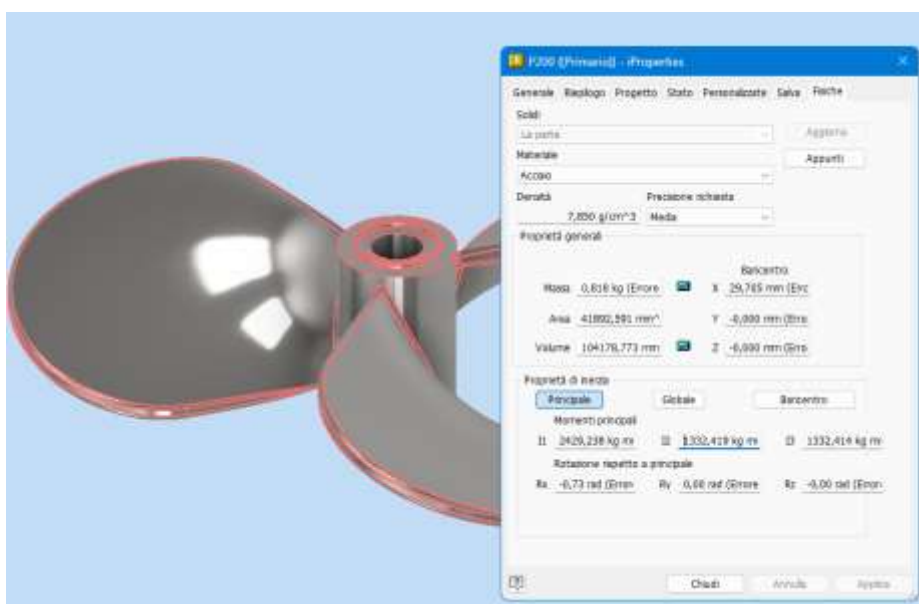 P200 (Primario) - iProperties
Generale Riepilogo Progetto Stato Personalizzate Salva Fisiche
Solidi
La parte
Aggiorna
Materiale
Appunti
Acciaio
Densità Precisione richiesta
7,850 g/cm^3 Media
Proprietà generali
Baricentro
Massa 0,818 kg (Errore X 29,765 mm (Erro
Area 41892,591 mm^ Y -0,000 mm (Erro
Volume 104178,773 mm Z -0,000 mm (Erro
Proprietà di inerzia
Principale Globale Baricentro
Momenti principali
I1 2429,238 kg m I2 1332,419 kg m I3 1332,414 kg m
Rotazione rispetto a principale
Rx -0,73 rad (Error Ry 0,00 rad (Errore Rz -0,00 rad (Error
Chiudi Annulla Applica